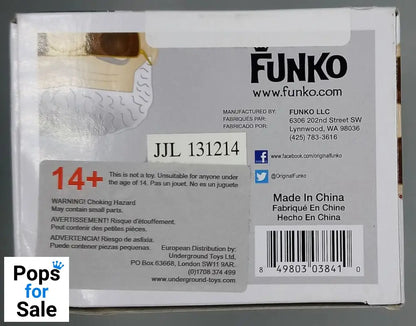 FUNKO
www.funko.com
MANUFACTURED BY: FUNKO LLC
FABRIQUÉS PAR: 6306 202nd Street SW
FABRICADO POR: Lynnwood, WA 98036
(425) 783-3616
JJL 131214
www.facebook.com/originalFunko
@OriginalFunko
14+
This is not a toy. Unsuitable for anyone under
the age of 14. Pas un jouet. No es un juguete
WARNING! Choking Hazard
May contain small parts.
AVERTISSEMENT! Risque d'étouffement.
Peut contenir des petites pièces.
ADVERTENCIA! Riesgo de asfixia.
Puede contener piezas pequenas.
European Distribution by:
Underground Toys Ltd
PO Box 63668, London SW11 9AR.
(0)1708 374 499
www.underground-toys.com
Made In China
Fabriqué En Chine
Hecho En China
8 49803 03841 0
Pops
for
Sale